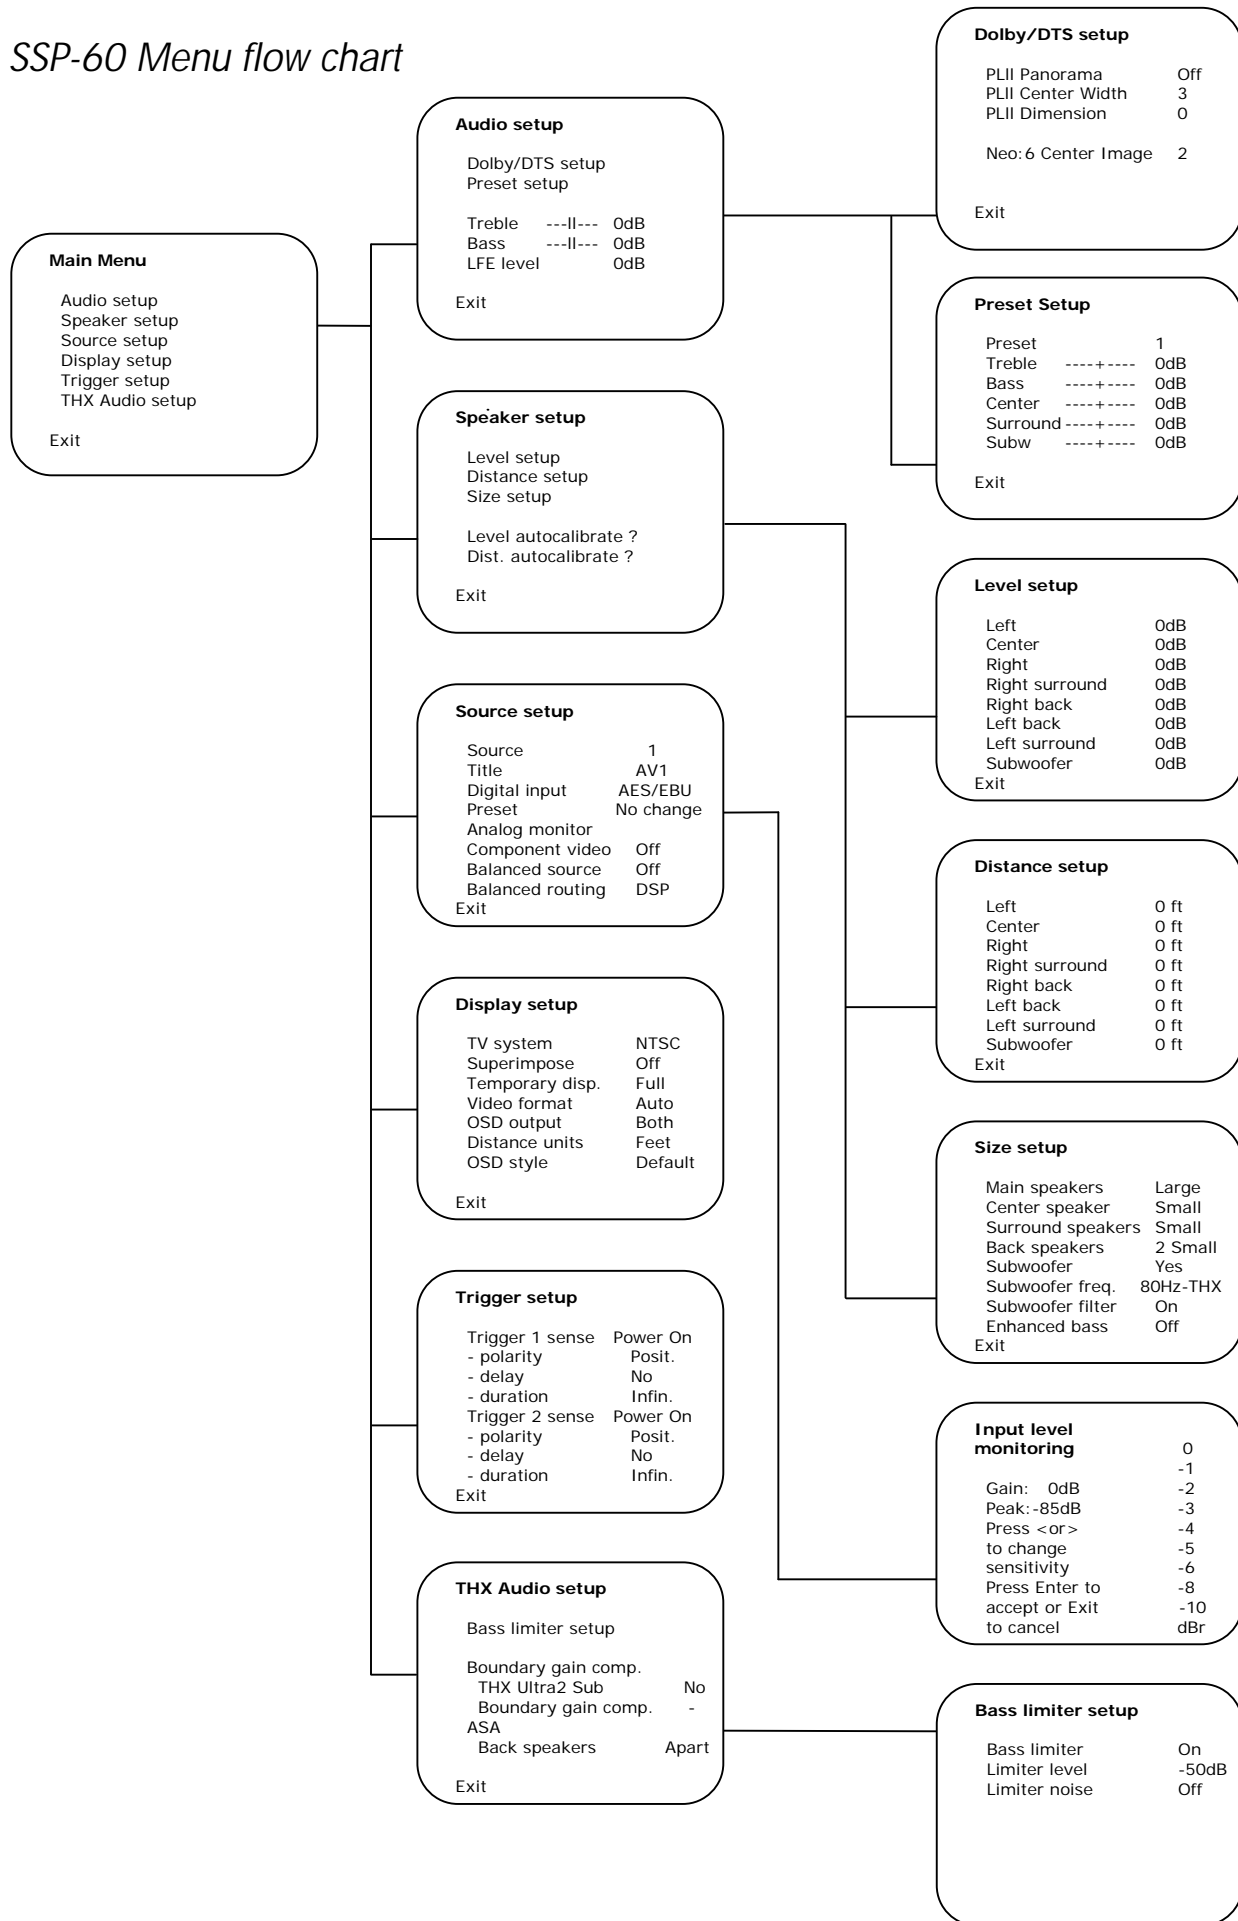 SSP-60 Menu flow chart
Main Menu
Audio setup
Speaker setup
Source setup
Display setup
Trigger setup
THX Audio setup
Exit
Audio setup
Dolby/DTS setup
Preset setup
Treble ---II--- 0dB
Bass ---II--- 0dB
LFE level 0dB
Exit
Speaker setup
Level setup
Distance setup
Size setup
Level autocalibrate ?
Dist. autocalibrate ?
Exit
Source setup
Source 1
Title AV1
Digital input AES/EBU
Preset No change
Analog monitor
Component video Off
Balanced source Off
Balanced routing DSP
Exit
Display setup
TV system NTSC
Superimpose Off
Temporary disp. Full
Video format Auto
OSD output Both
Distance units Feet
OSD style Default
Exit
Trigger setup
Trigger 1 sense Power On
- polarity Posit.
- delay No
- duration Infin.
Trigger 2 sense Power On
- polarity Posit.
- delay No
- duration Infin.
Exit
THX Audio setup
Bass limiter setup
Boundary gain comp.
THX Ultra2 Sub No
Boundary gain comp. -
ASA
Back speakers Apart
Exit
Dolby/DTS setup
PLII Panorama Off
PLII Center Width 3
PLII Dimension 0
Neo:6 Center Image 2
Exit
Preset Setup
Preset 1
Treble ----+---- 0dB
Bass ----+---- 0dB
Center ----+---- 0dB
Surround ----+---- 0dB
Subw ----+---- 0dB
Exit
Level setup
Left 0dB
Center 0dB
Right 0dB
Right surround 0dB
Right back 0dB
Left back 0dB
Left surround 0dB
Subwoofer 0dB
Exit
Distance setup
Left 0 ft
Center 0 ft
Right 0 ft
Right surround 0 ft
Right back 0 ft
Left back 0 ft
Left surround 0 ft
Subwoofer 0 ft
Exit
Size setup
Main speakers Large
Center speaker Small
Surround speakers Small
Back speakers 2 Small
Subwoofer Yes
Subwoofer freq. 80Hz-THX
Subwoofer filter On
Enhanced bass Off
Exit
Input level
monitoring 0
-1
Gain: 0dB -2
Peak:-85dB -3
Press <or> -4
to change -5
sensitivity -6
Press Enter to -8
accept or Exit -10
to cancel dBr
Bass limiter setup
Bass limiter On
Limiter level -50dB
Limiter noise Off